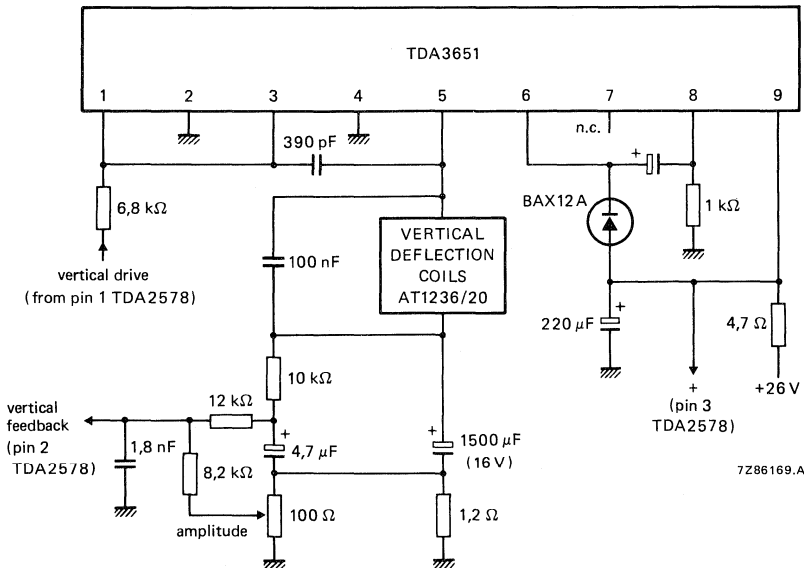 TDA3651
1 2 3 4 5 6 7 8 9
n.c.
390 pF
+
6,8 kΩ
BAX12A
1 kΩ
vertical drive
(from pin 1 TDA2578)
100 nF
VERTICAL
DEFLECTION
COILS
AT1236/20
220 µF
+
4,7 Ω
10 kΩ
+
(pin 3
TDA2578)
+26 V
vertical
feedback
(pin 2
TDA2578)
12 kΩ
1,8 nF
8,2 kΩ
+
4,7 µF
+
1500 µF
(16 V)
7Z86169.A
amplitude
100 Ω
1,2 Ω